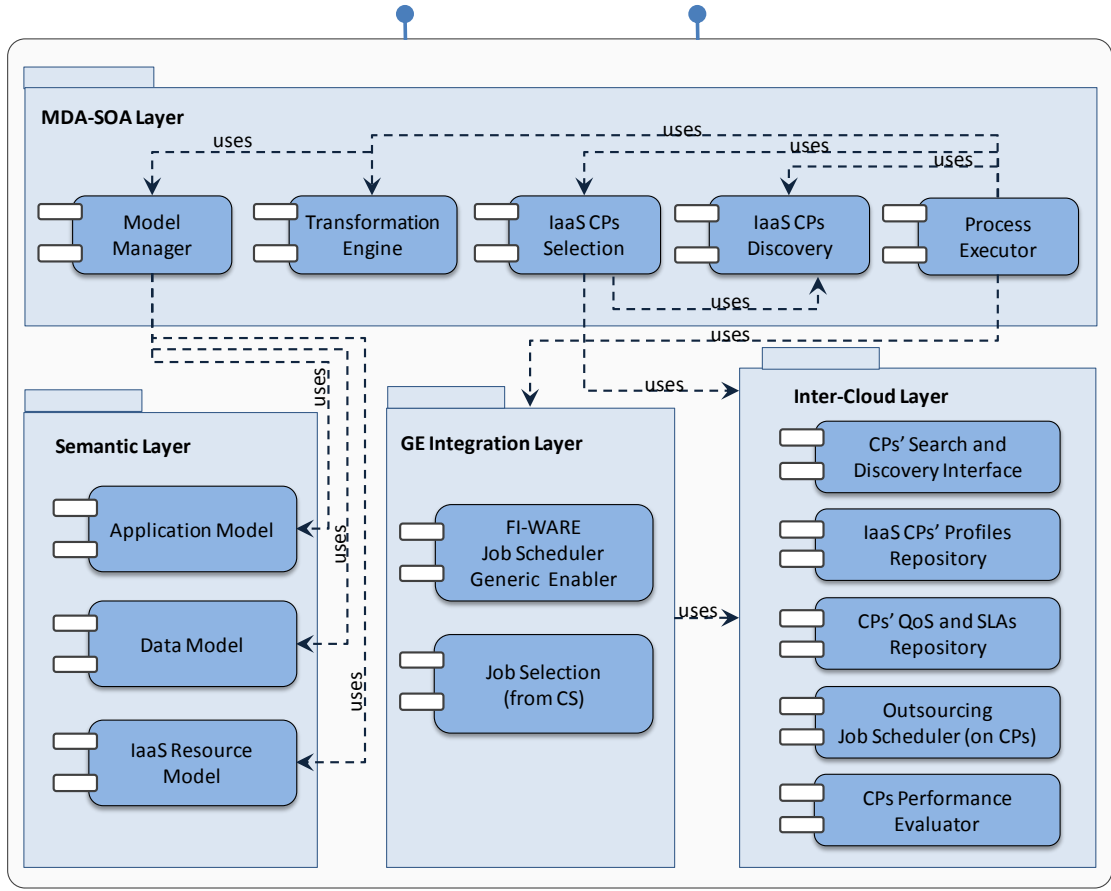 MDA-SOA Layer
uses
uses
uses
uses
Model
Manager
Transformation
Engine
IaaS CPs
Selection
IaaS CPs
Discovery
Process
Executor
uses
uses
uses
uses
uses
uses
Semantic Layer
Application Model
Data Model
IaaS Resource
Model
GE Integration Layer
FI-WARE
Job Scheduler
Generic Enabler
Job Selection
(from CS)
uses
Inter-Cloud Layer
CPs' Search and
Discovery Interface
IaaS CPs' Profiles
Repository
CPs' QoS and SLAs
Repository
Outsourcing
Job Scheduler (on CPs)
CPs Performance
Evaluator